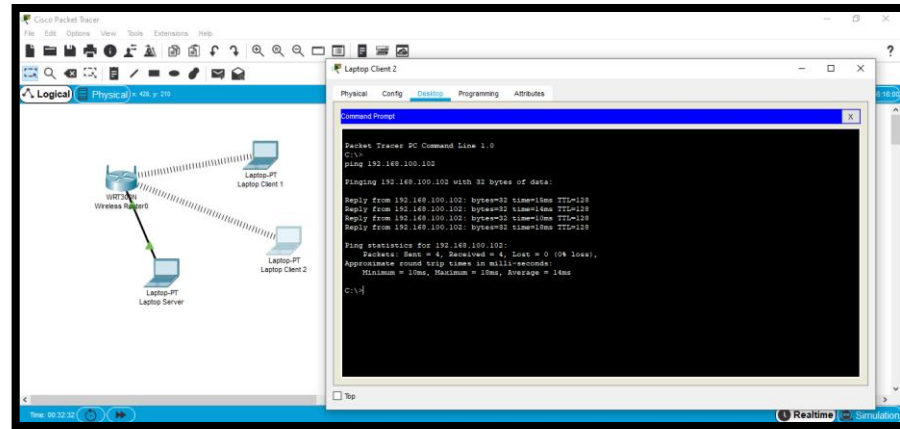 Cisco Packet Tracer
File Edit Options View Tools Extensions Help
?
Logical
Physical
x: 428, y: 210
Laptop-PT
Laptop Client 1
Wireless Router0
Laptop-PT
Laptop Client 2
Laptop-PT
Laptop Server
Laptop Client 2
Physical Config Desktop Programming Attributes
Command Prompt
X
Packet Tracer PC Command Line 1.0
C:\>
ping 192.168.100.102
Pinging 192.168.100.102 with 32 bytes of data:
Reply from 192.168.100.102: bytes=32 time=15ms TTL=128
Reply from 192.168.100.102: bytes=32 time=14ms TTL=128
Reply from 192.168.100.102: bytes=32 time=10ms TTL=128
Reply from 192.168.100.102: bytes=32 time=18ms TTL=128
Ping statistics for 192.168.100.102:
Packets: Sent = 4, Received = 4, Lost = 0 (0% loss),
Approximate round trip times in milli-seconds:
Minimum = 10ms, Maximum = 18ms, Average = 14ms
C:\>
Top
Time: 00:32:32
Realtime
Simulation